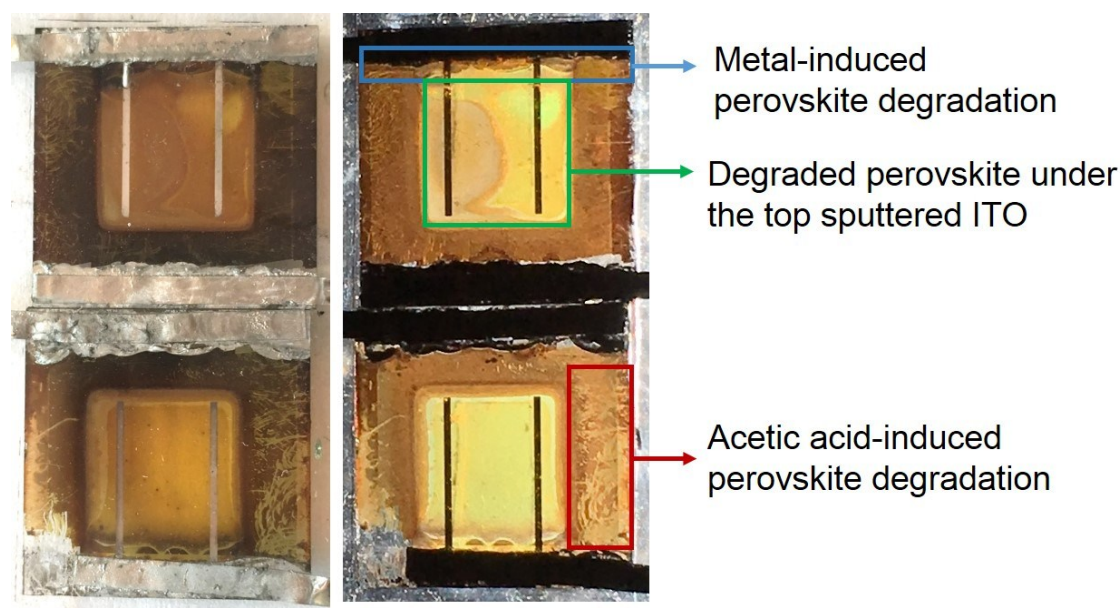 Metal-induced
perovskite degradation
Degraded perovskite under
the top sputtered ITO
Acetic acid-induced
perovskite degradation